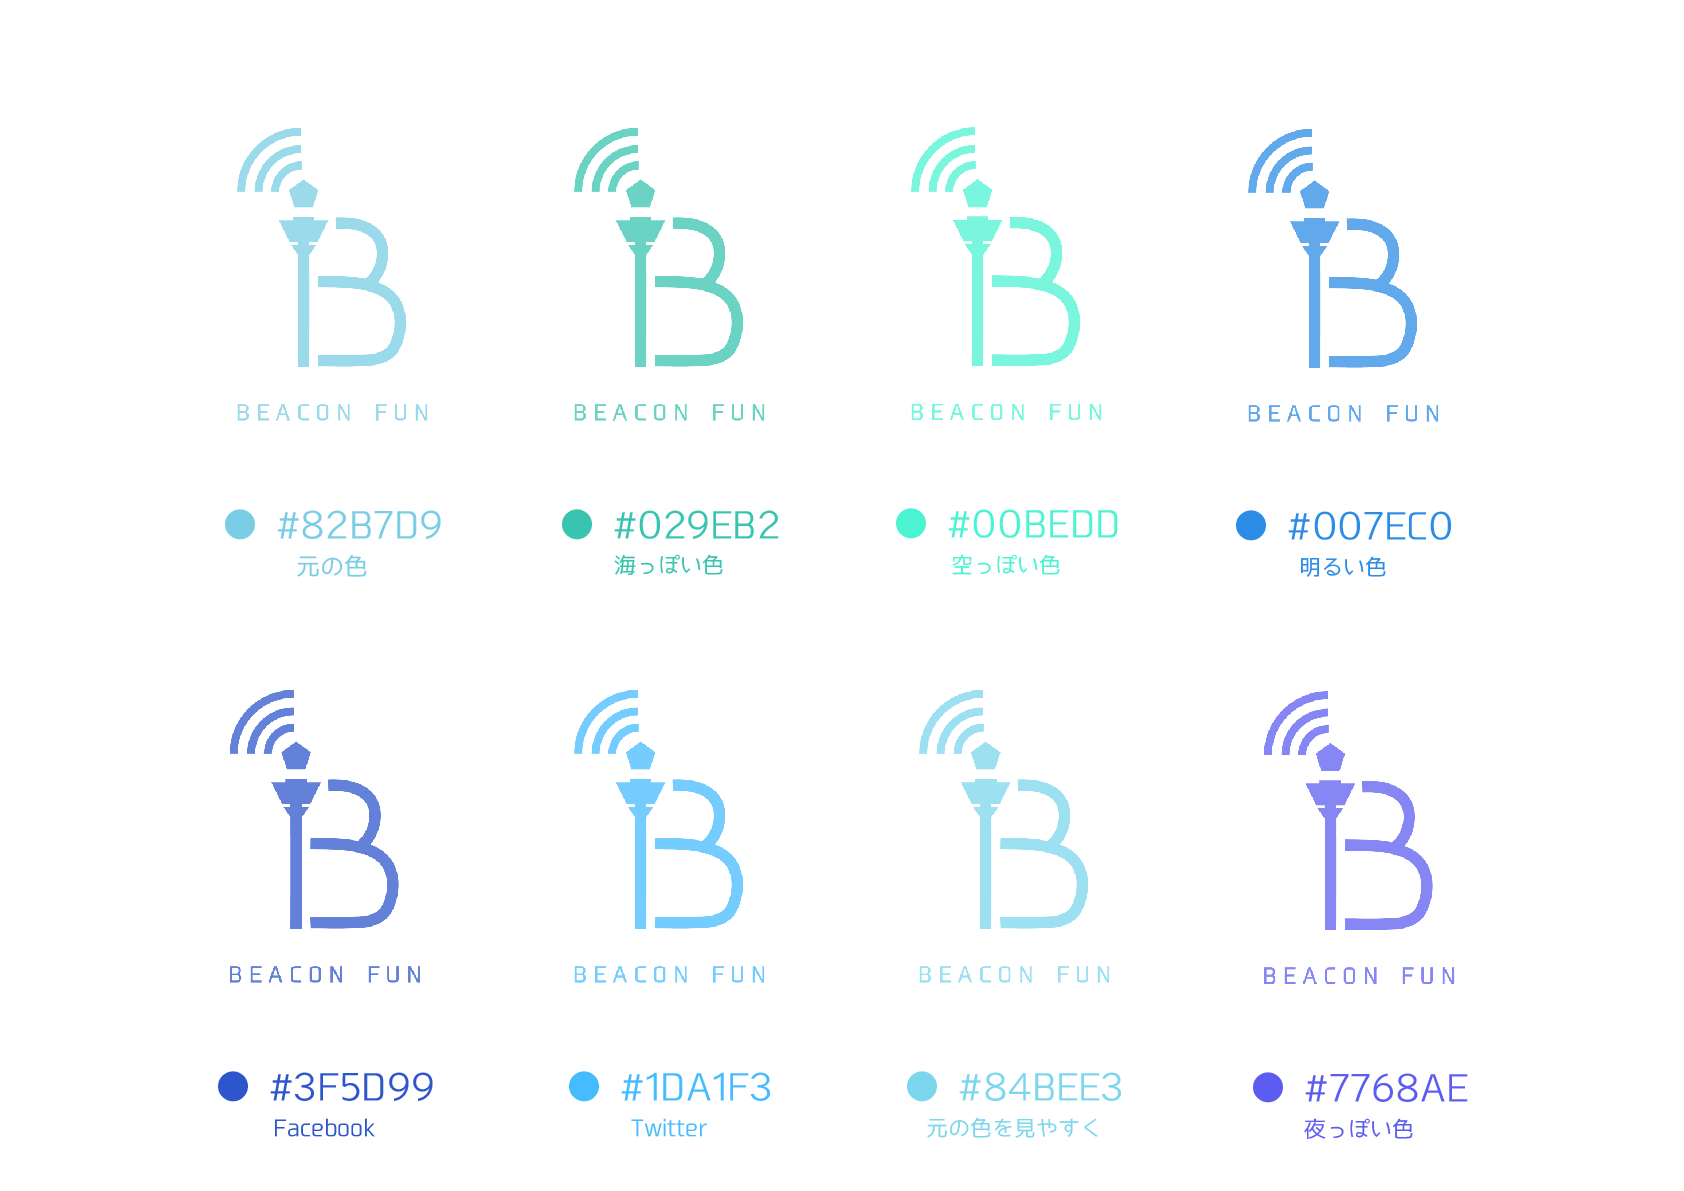 BEACON FUN
BEACON FUN
BEACON FUN
BEACON FUN
#82B7D9
元の色
#029EB2
海っぽい色
#00BEDD
空っぽい色
#007EC0
明るい色
BEACON FUN
BEACON FUN
BEACON FUN
BEACON FUN
#3F5D99
Facebook
#1DA1F3
Twitter
#84BEE3
元の色を見やすく
#7768AE
夜っぽい色